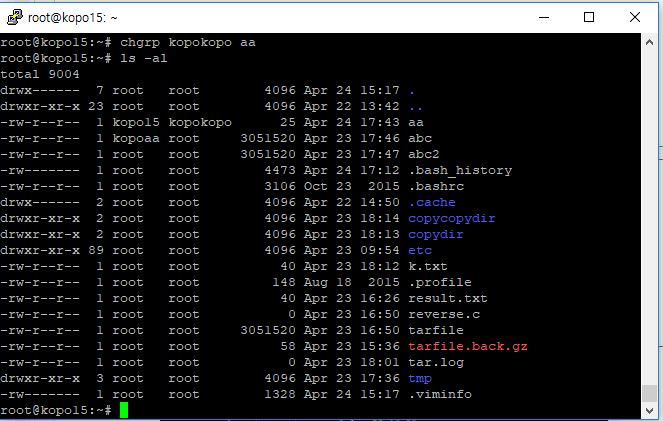 root@kopo15: ~
root@kopo15:~# chgrp kopokopo aa
root@kopo15:~# ls -al
total 9004
drwx------  7 root   root      4096 Apr 24 15:17 .
drwxr-xr-x 23 root   root      4096 Apr 22 13:42 ..
-rw-r--r--  1 kopo15 kopokopo      25 Apr 24 17:43 aa
-rw-r--r--  1 kopoaa root   3051520 Apr 23 17:46 abc
-rw-r--r--  1 root   root   3051520 Apr 23 17:47 abc2
-rw-------  1 root   root      4473 Apr 24 17:12 .bash_history
-rw-r--r--  1 root   root      3106 Oct 23  2015 .bashrc
drwx------  2 root   root      4096 Apr 22 14:50 .cache
drwxr-xr-x  2 root   root      4096 Apr 23 18:14 copycopydir
drwxr-xr-x  2 root   root      4096 Apr 23 18:13 copydir
drwxr-xr-x 89 root   root      4096 Apr 23 09:54 etc
-rw-r--r--  1 root   root        40 Apr 23 18:12 k.txt
-rw-r--r--  1 root   root       148 Aug 18  2015 .profile
-rw-r--r--  1 root   root        40 Apr 23 16:26 result.txt
-rw-r--r--  1 root   root         0 Apr 23 16:50 reverse.c
-rw-r--r--  1 root   root   3051520 Apr 23 16:50 tarfile
-rw-r--r--  1 root   root        58 Apr 23 15:36 tarfile.back.gz
-rw-r--r--  1 root   root         0 Apr 23 18:01 tar.log
drwxr-xr-x  3 root   root      4096 Apr 23 17:36 tmp
-rw-------  1 root   root      1328 Apr 24 15:17 .viminfo
root@kopo15:~#